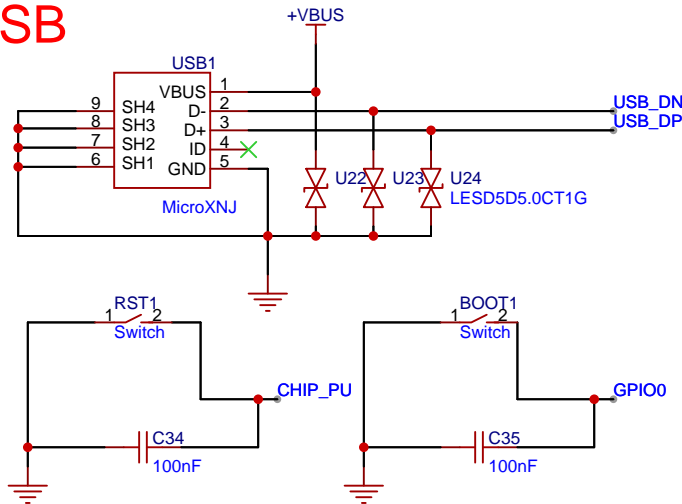 SB
+VBUS
USB1
VBUS 1
D- 2
D+ 3
ID 4
GND 5
9 SH4
8 SH3
7 SH2
6 SH1
MicroXNJ
USB_DN
USB_DP
U22 U23 U24
LESD5D5.0CT1G
RST1
1 2
Switch
CHIP_PU
C34
100nF
BOOT1
1 2
Switch
GPIO0
C35
100nF